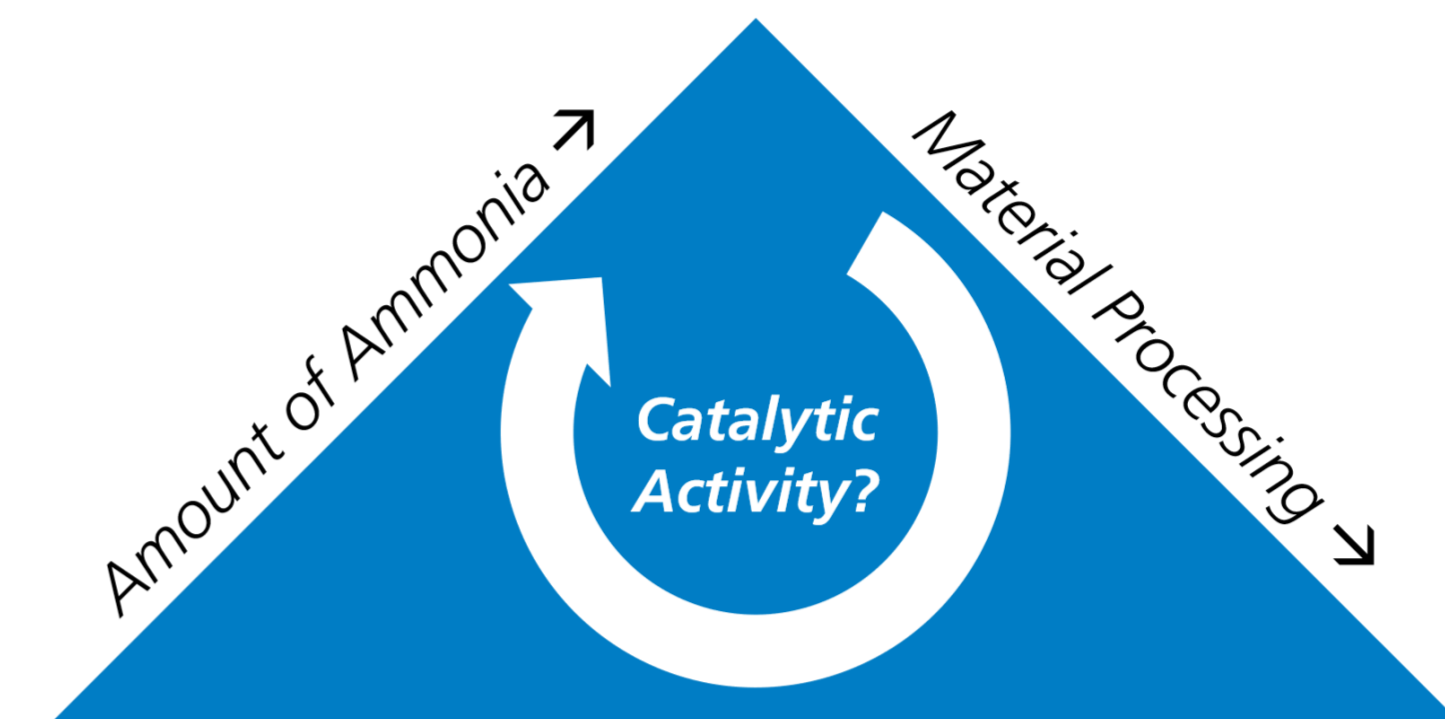 Amount of Ammonia →
Material Processing →
Catalytic
Activity?